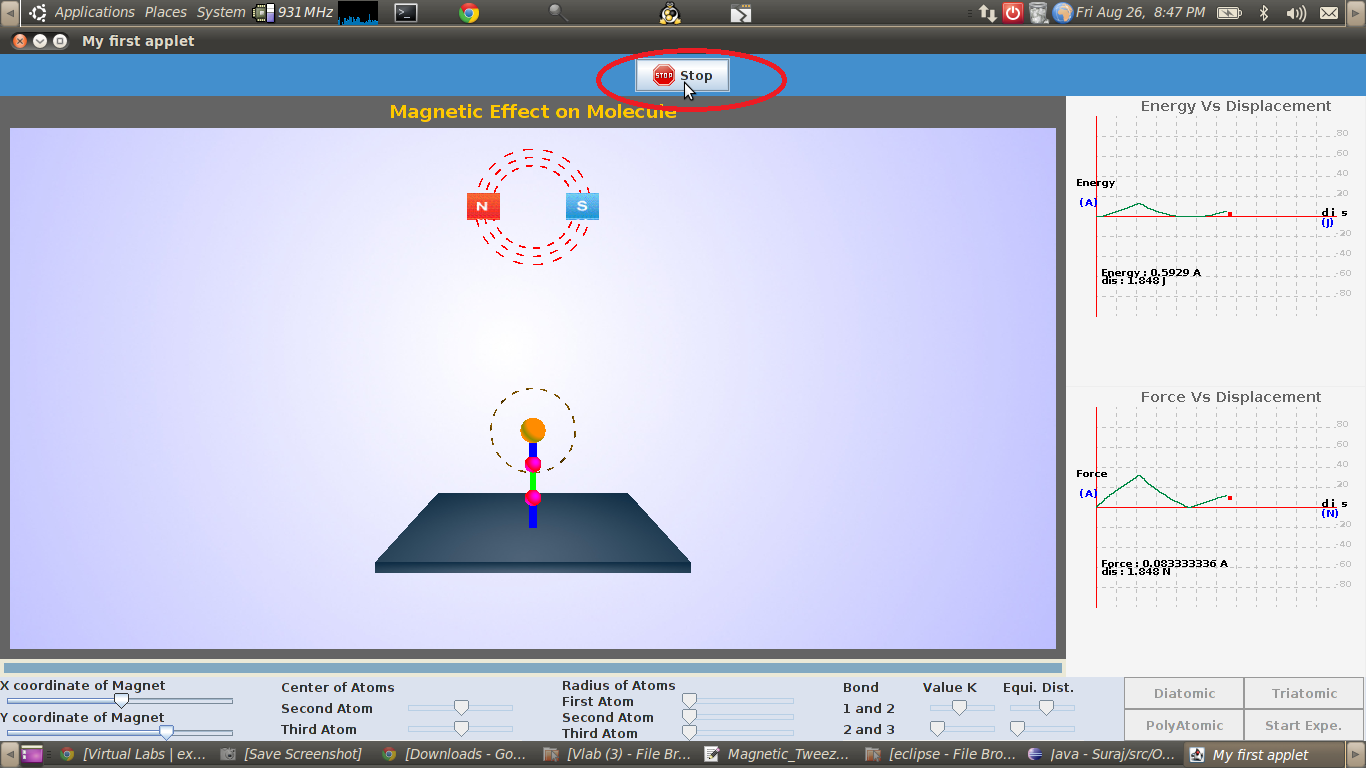 Applications Places System 931 MHz Fri Aug 26, 8:47 PM
My first applet
STOP Stop
Magnetic Effect on Molecule
N S
Energy Vs Displacement
80
60
40
20
Energy
(A)
d i s
(J)
-20
-40
-60
-80
Energy : 0.5929 A
dis : 1.848 J
Force Vs Displacement
80
60
40
20
Force
(A)
d i s
(N)
-20
-40
-60
-80
Force : 0.083333336 A
dis : 1.848 N
X coordinate of Magnet
Y coordinate of Magnet
Center of Atoms
Second Atom
Third Atom
Radius of Atoms
First Atom
Second Atom
Third Atom
Bond Value K Equi. Dist.
1 and 2
2 and 3
Diatomic Triatomic
PolyAtomic Start Expe.
[Virtual Labs | ex... [Save Screenshot] [Downloads - Go... [Vlab (3) - File Br... Magnetic_Tweez... [eclipse - File Bro... Java - Suraj/src/O... My first applet